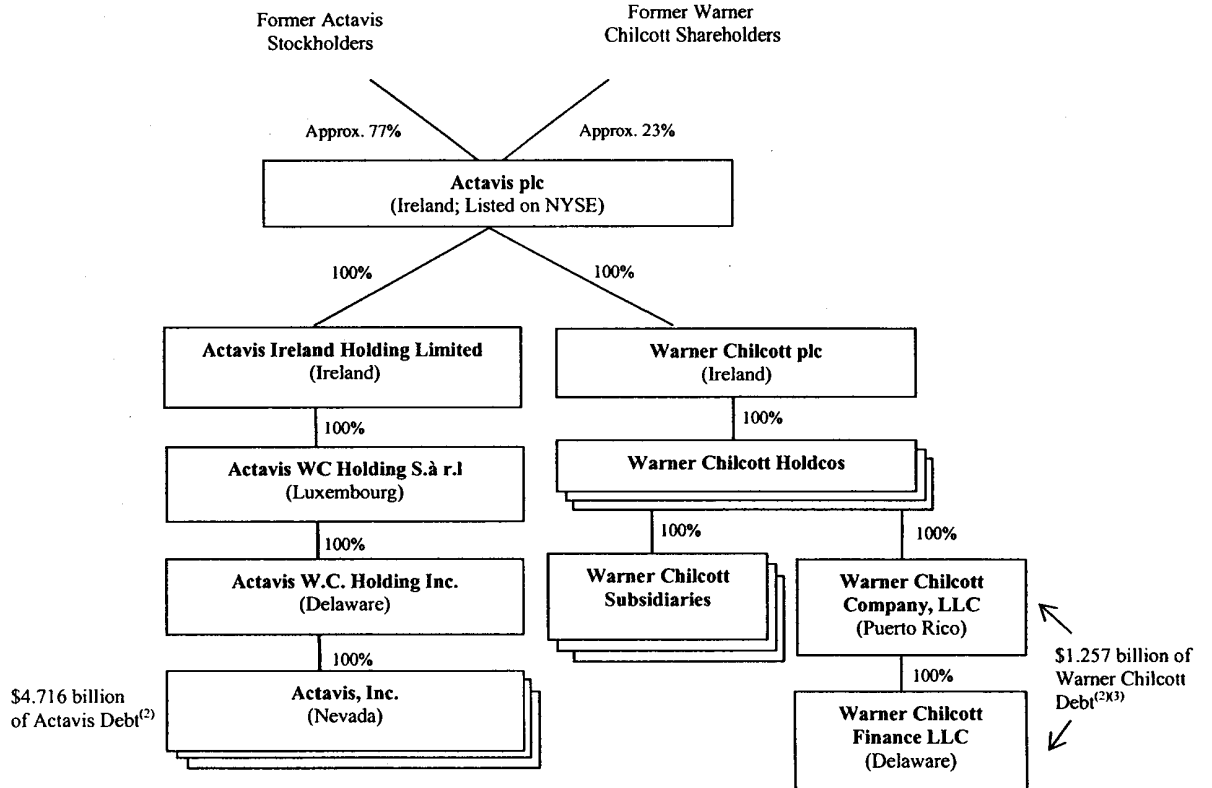 Former Actavis
Stockholders
Former Warner
Chilcott Shareholders
Approx. 77%
Approx. 23%
Actavis plc
(Ireland; Listed on NYSE)
100%
100%
Actavis Ireland Holding Limited
(Ireland)
Warner Chilcott plc
(Ireland)
100%
100%
Actavis WC Holding S.à r.l
(Luxembourg)
Warner Chilcott Holdcos
100%
100%
100%
Actavis W.C. Holding Inc.
(Delaware)
Warner Chilcott
Subsidiaries
Warner Chilcott
Company, LLC
(Puerto Rico)
100%
100%
$4.716 billion
of Actavis Debt(2)
Actavis, Inc.
(Nevada)
Warner Chilcott
Finance LLC
(Delaware)
$1.257 billion of
Warner Chilcott
Debt(2)(3)